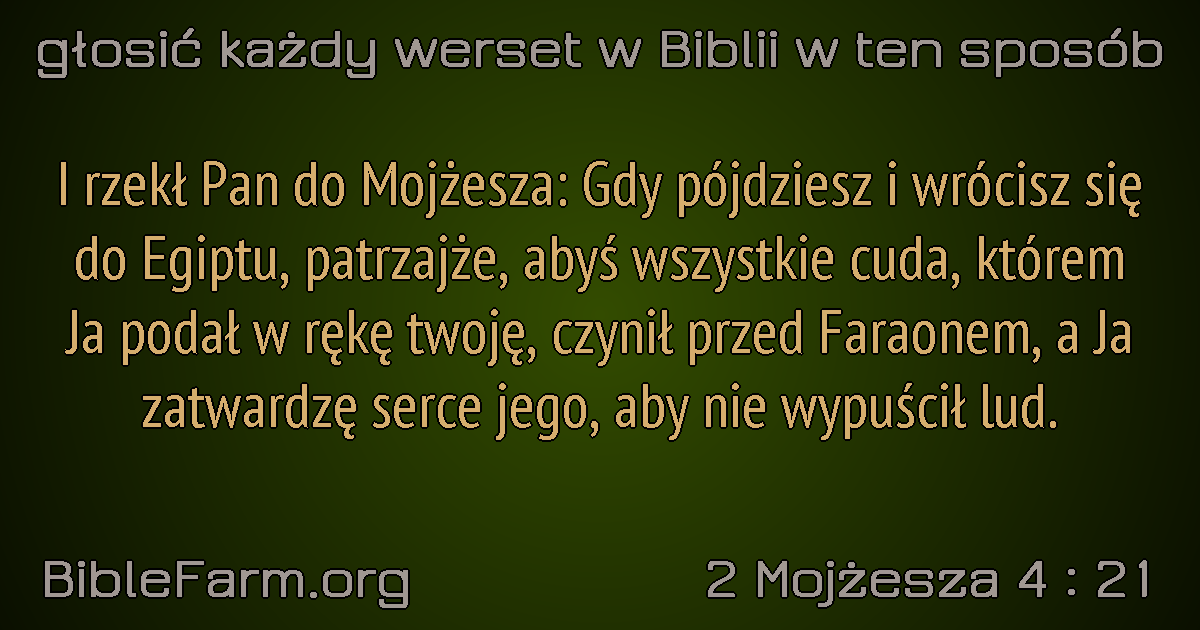 głosić każdy werset w Biblii w ten sposób
I rzekł Pan do Mojżesza: Gdy pójdziesz i wrócisz się
do Egiptu, patrzajże, abyś wszystkie cuda, którem
Ja podał w rękę twoję, czynił przed Faraonem, a Ja
zatwardzę serce jego, aby nie wypuścił lud.
BibleFarm.org
2 Mojżesza 4 : 21